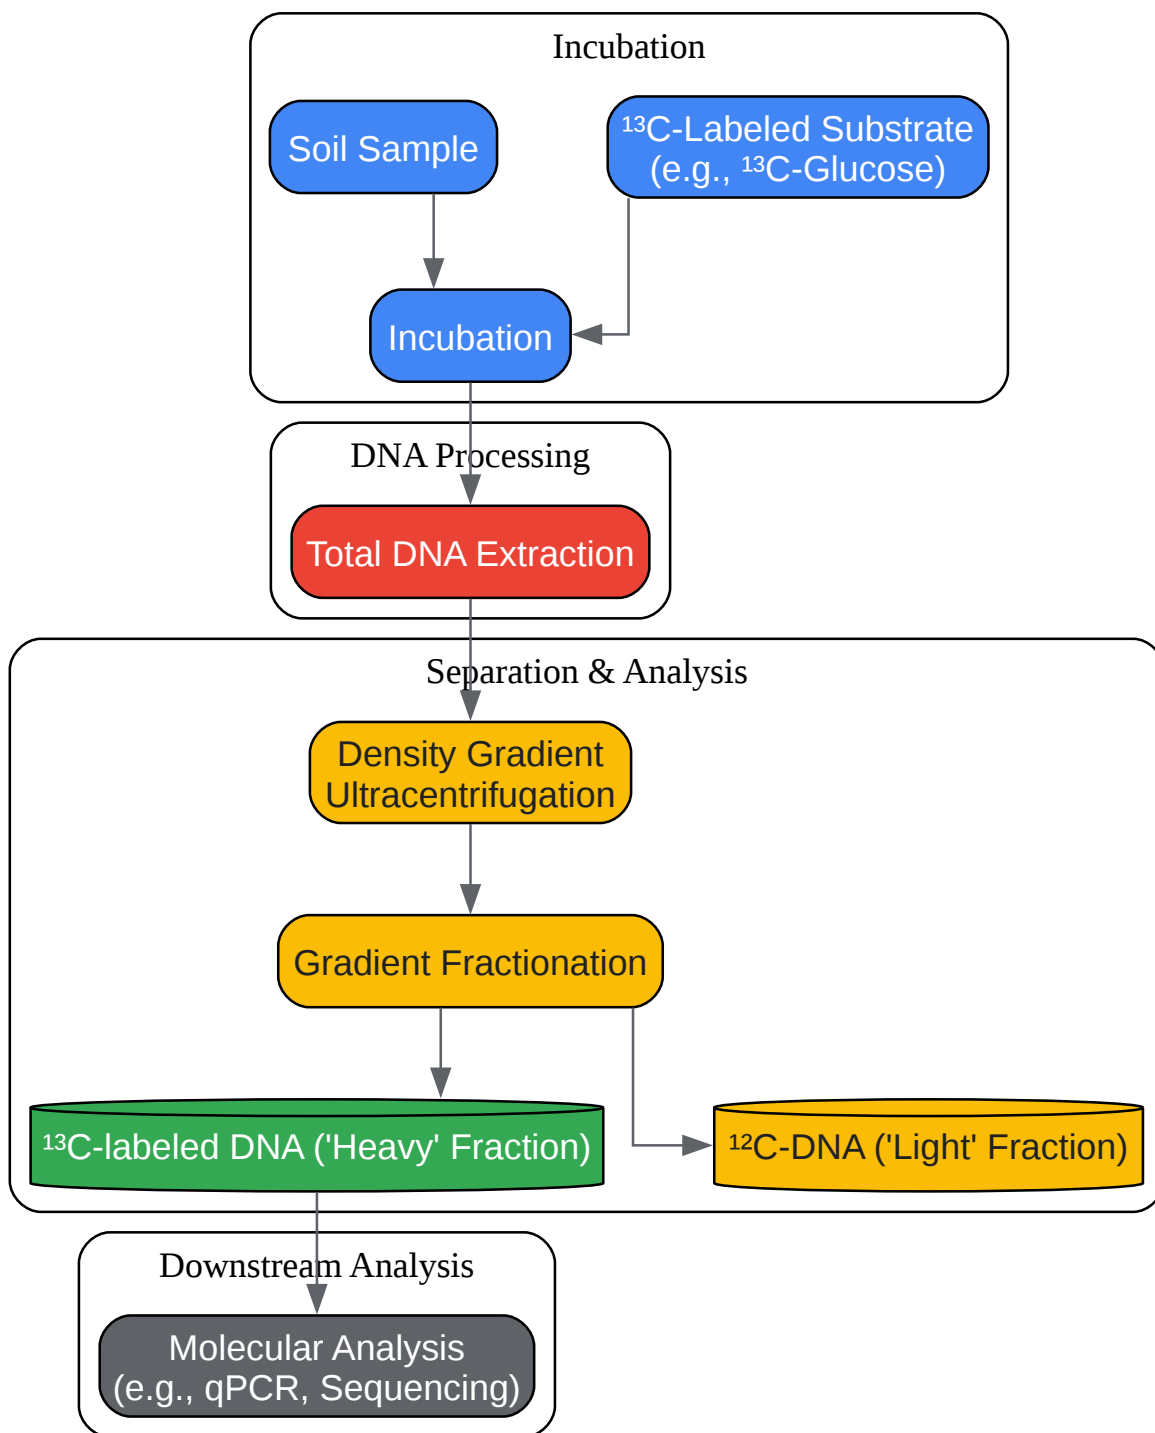 Incubation
Soil Sample
¹³C-Labeled Substrate
(e.g., ¹³C-Glucose)
Incubation
DNA Processing
Total DNA Extraction
Separation & Analysis
Density Gradient
Ultracentrifugation
Gradient Fractionation
¹³C-labeled DNA ('Heavy' Fraction)
¹²C-DNA ('Light' Fraction)
Downstream Analysis
Molecular Analysis
(e.g., qPCR, Sequencing)